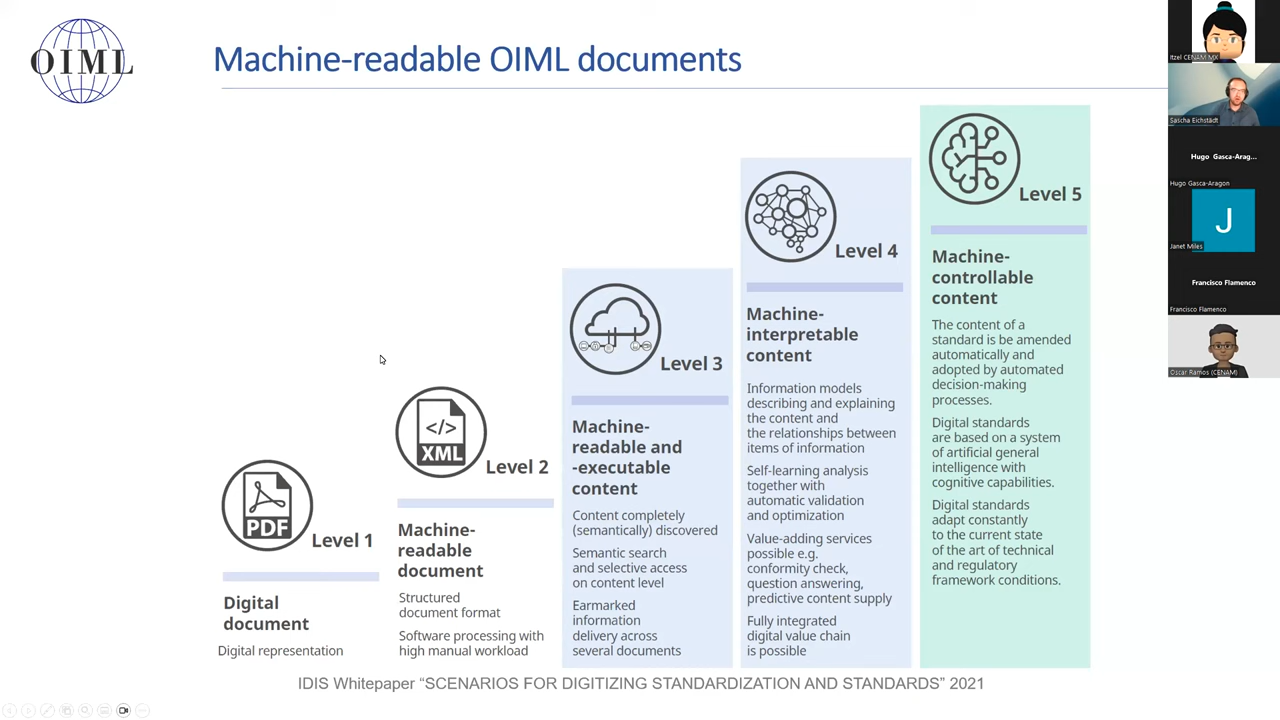 OIML
Machine-readable OIML documents
PDF
Level 1
Digital
document
Digital representation
</>
XML
Level 2
Machine-
readable
document
Structured
document format
Software processing with
high manual workload
Level 3
Machine-
readable and
-executable
content
Content completely
(semantically) discovered
Semantic search
and selective access
on content level
Earmarked
information
delivery across
several documents
Level 4
Machine-
interpretable
content
Information models
describing and explaining
the content and
the relationships between
items of information
Self-learning analysis
together with
automatic validation
and optimization
Value-adding services
possible e.g.
conformity check,
question answering,
predictive content supply
Fully integrated
digital value chain
is possible
Level 5
Machine-
controllable
content
The content of a
standard is be amended
automatically and
adopted by automated
decision-making
processes.
Digital standards
are based on a system
of artificial general
intelligence with
cognitive capabilities.
Digital standards
adapt constantly
to the current state
of the art of technical
and regulatory
framework conditions.
IDIS Whitepaper “SCENARIOS FOR DIGITIZING STANDARDIZATION AND STANDARDS” 2021
Itzel CENAM MX
Sascha Eichstädt
Hugo Gasca-Arag...
Hugo Gasca-Aragon
J
Janet Miles
Francisco Flamenco
Francisco Flamenco
Oscar Ramos (CENAM)